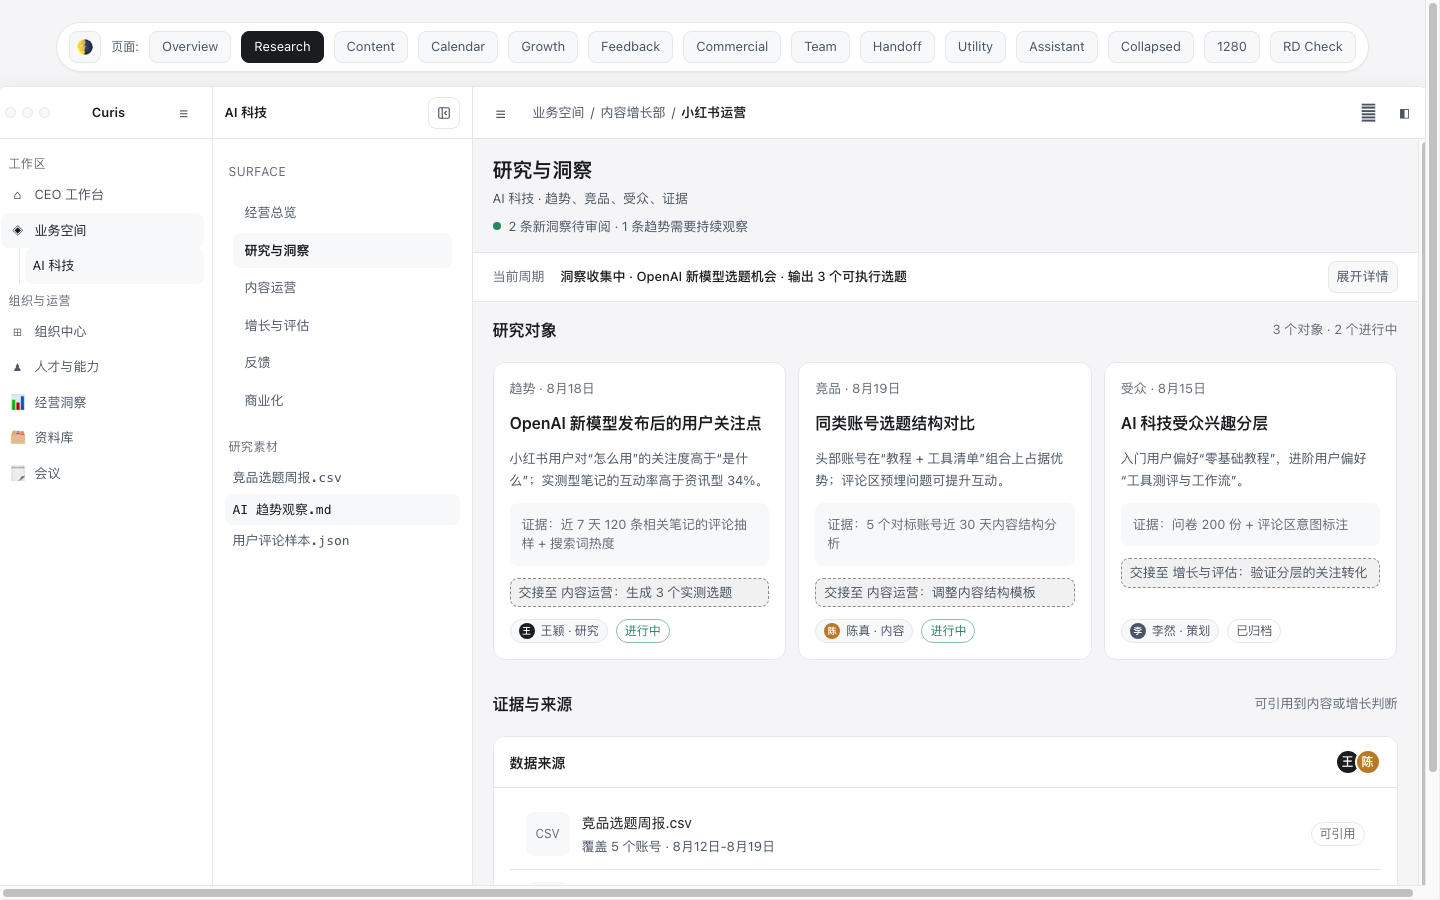 页面:
Overview
Research
Content
Calendar
Growth
Feedback
Commercial
Team
Handoff
Utility
Assistant
Collapsed
1280
RD Check
Curis
工作区
CEO 工作台
业务空间
AI 科技
组织与运营
组织中心
人才与能力
经营洞察
资料库
会议
AI 科技
SURFACE
经营总览
研究与洞察
内容运营
增长与评估
反馈
商业化
研究素材
竞品选题周报.csv
AI 趋势观察.md
用户评论样本.json
业务空间 / 内容增长部 / 小红书运营
研究与洞察
AI 科技 · 趋势、竞品、受众、证据
2 条新洞察待审阅 · 1 条趋势需要持续观察
当前周期
洞察收集中 · OpenAI 新模型选题机会 · 输出 3 个可执行选题
展开详情
研究对象
3 个对象 · 2 个进行中
趋势 · 8月18日
OpenAI 新模型发布后的用户关注点
小红书用户对“怎么用”的关注度高于“是什
么”；实测型笔记的互动率高于资讯型 34%。
证据：近 7 天 120 条相关笔记的评论抽
样 + 搜索词热度
交接至 内容运营：生成 3 个实测选题
王
王颖 · 研究
进行中
竞品 · 8月19日
同类账号选题结构对比
头部账号在“教程 + 工具清单”组合上占据优
势；评论区预埋问题可提升互动。
证据：5 个对标账号近 30 天内容结构分
析
交接至 内容运营：调整内容结构模板
陈
陈真 · 内容
进行中
受众 · 8月15日
AI 科技受众兴趣分层
入门用户偏好“零基础教程”，进阶用户偏好
“工具测评与工作流”。
证据：问卷 200 份 + 评论区意图标注
交接至 增长与评估：验证分层的关注转化
李
李然 · 策划
已归档
证据与来源
可引用到内容或增长判断
数据来源
王
陈
CSV
竞品选题周报.csv
覆盖 5 个账号 · 8月12日-8月19日
可引用